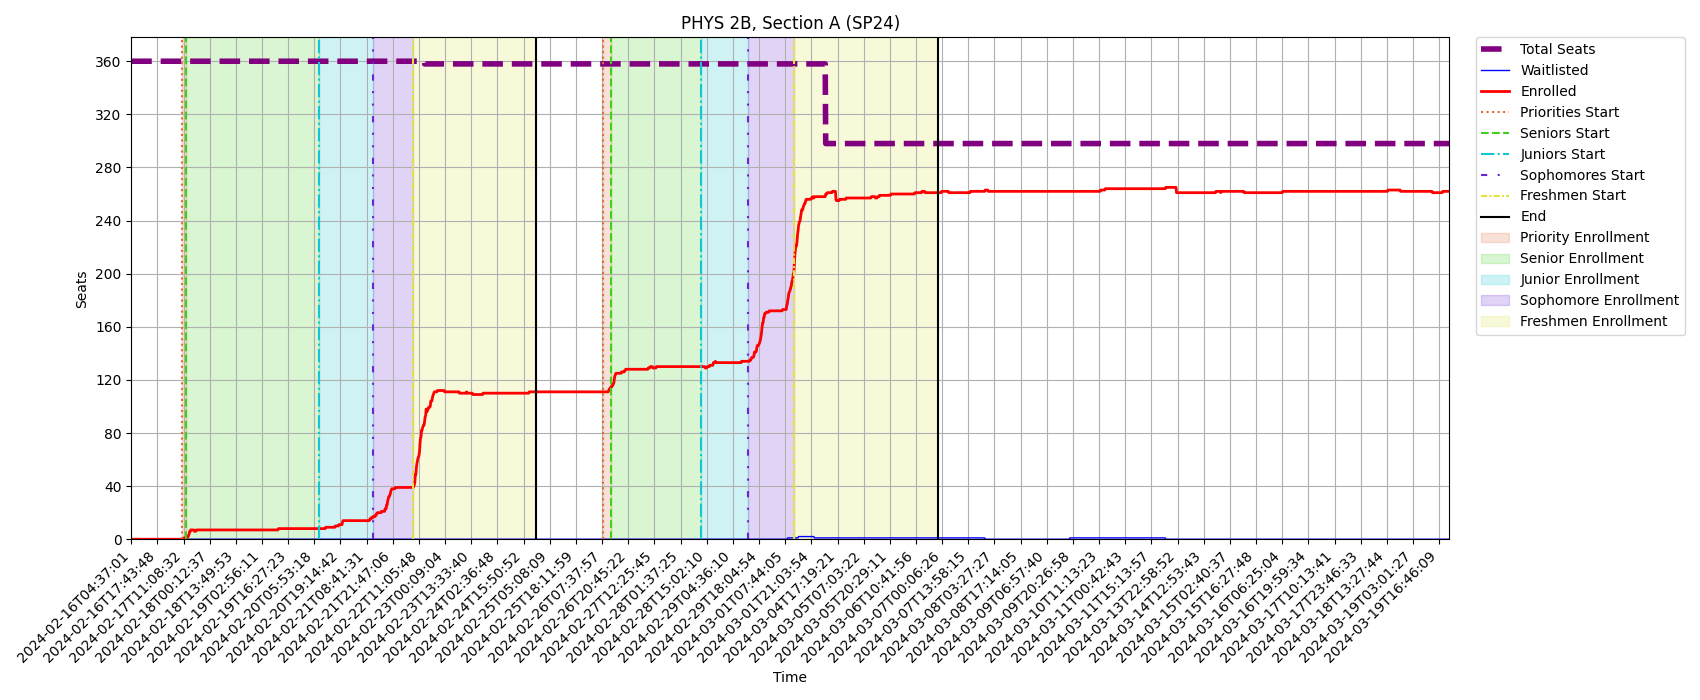 PHYS 2B, Section A (SP24)
Seats
360
320
280
240
200
160
120
80
40
0
2024-02-16T04:37:01
2024-02-16T17:43:48
2024-02-17T11:08:32
2024-02-18T00:12:37
2024-02-18T13:49:53
2024-02-19T02:56:11
2024-02-19T16:27:23
2024-02-20T05:53:18
2024-02-20T19:14:42
2024-02-21T08:41:31
2024-02-21T21:47:06
2024-02-22T11:05:48
2024-02-23T00:09:04
2024-02-23T13:33:40
2024-02-24T02:36:48
2024-02-24T15:50:52
2024-02-25T05:08:09
2024-02-25T18:11:59
2024-02-26T07:37:57
2024-02-26T20:45:22
2024-02-27T12:25:45
2024-02-28T01:37:25
2024-02-28T15:02:10
2024-02-29T04:36:10
2024-02-29T18:04:54
2024-03-01T07:44:05
2024-03-01T21:03:54
2024-03-04T17:19:21
2024-03-05T07:03:22
2024-03-05T20:29:11
2024-03-06T10:41:56
2024-03-07T00:06:26
2024-03-07T13:58:15
2024-03-08T03:27:27
2024-03-08T17:14:05
2024-03-09T06:57:40
2024-03-09T20:26:58
2024-03-10T11:13:23
2024-03-11T00:42:43
2024-03-11T15:13:57
2024-03-13T22:58:52
2024-03-14T12:53:43
2024-03-15T02:40:37
2024-03-15T16:27:48
2024-03-16T06:25:04
2024-03-16T19:59:34
2024-03-17T10:13:41
2024-03-17T23:46:33
2024-03-18T13:27:44
2024-03-19T03:01:27
2024-03-19T16:46:09
Time
Total Seats
Waitlisted
Enrolled
Priorities Start
Seniors Start
Juniors Start
Sophomores Start
Freshmen Start
End
Priority Enrollment
Senior Enrollment
Junior Enrollment
Sophomore Enrollment
Freshmen Enrollment